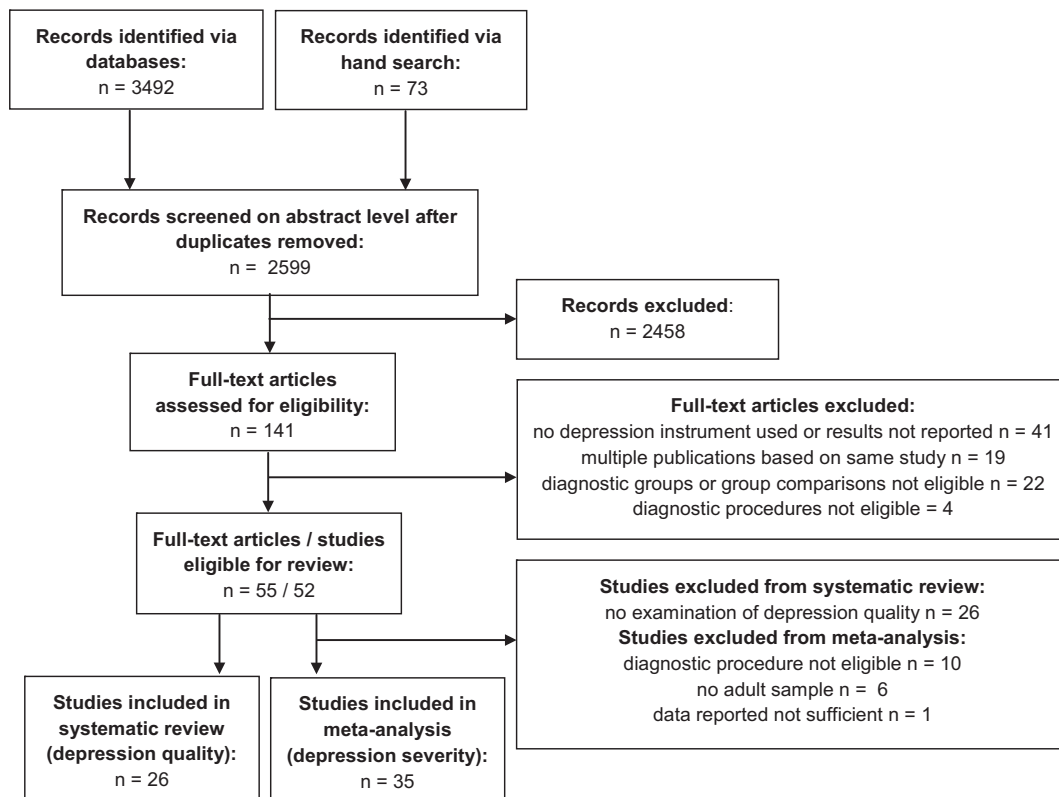 Records identified via
databases:
n = 3492
Records identified via
hand search:
n = 73
Records screened on abstract level after
duplicates removed:
n = 2599
Records excluded:
n = 2458
Full-text articles
assessed for eligibility:
n = 141
Full-text articles excluded:
no depression instrument used or results not reported n = 41
multiple publications based on same study n = 19
diagnostic groups or group comparisons not eligible n = 22
diagnostic procedures not eligible = 4
Full-text articles / studies
eligible for review:
n = 55 / 52
Studies excluded from systematic review:
no examination of depression quality n = 26
Studies excluded from meta-analysis:
diagnostic procedure not eligible n = 10
no adult sample n = 6
data reported not sufficient n = 1
Studies included in
systematic review
(depression quality):
n = 26
Studies included in
meta-analysis
(depression severity):
n = 35